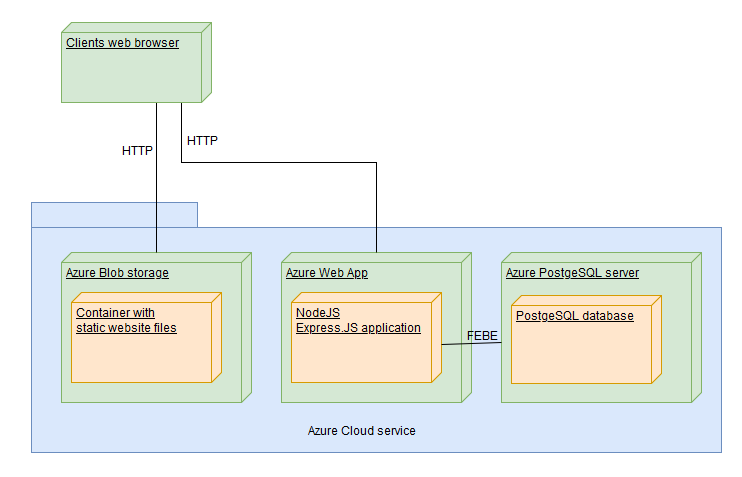 Clients web browser
HTTP
HTTP
Azure Blob storage
Container with
static website files
Azure Web App
NodeJS
Express.JS application
FEBE
Azure PostgeSQL server
PostgeSQL database
Azure Cloud service